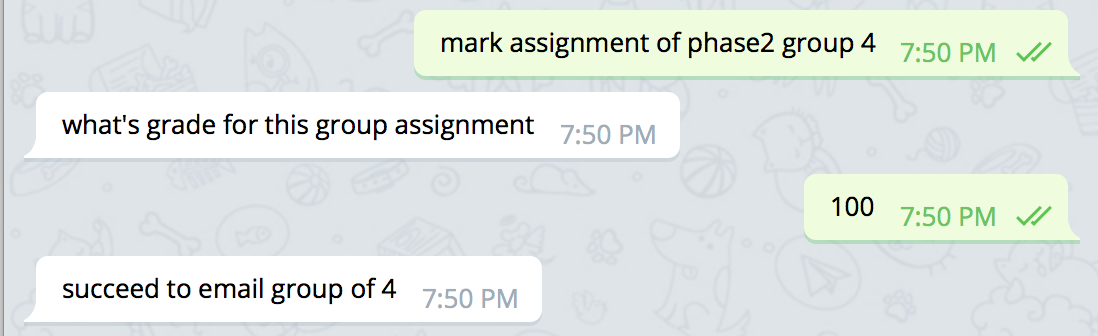 mark assignment of phase2 group 4 7:50 PM
what's grade for this group assignment 7:50 PM
100 7:50 PM
succeed to email group of 4 7:50 PM